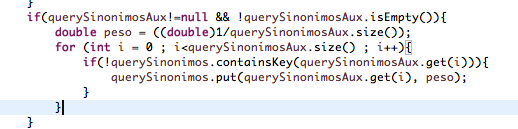 }
if(querySinonimosAux!=null && !querySinonimosAux.isEmpty()){
double peso = ((double)1/querySinonimosAux.size());
for (int i = 0 ; i<querySinonimosAux.size() ; i++){
if(!querySinonimos.containsKey(querySinonimosAux.get(i))){
querySinonimos.put(querySinonimosAux.get(i), peso);
}
}
}